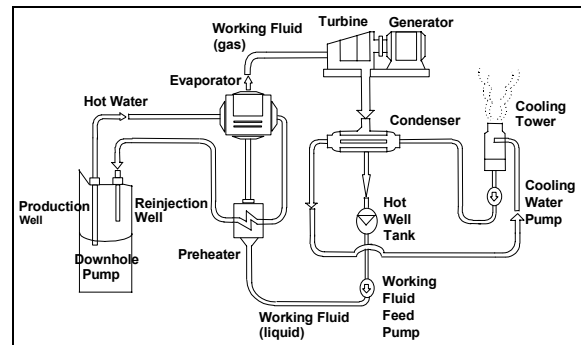 Working Fluid
(gas)
Turbine
Generator
Evaporator
Hot Water
Condenser
Cooling
Tower
Production
Well
Reinjection
Well
Hot
Well
Tank
Cooling
Water
Pump
Downhole
Pump
Preheater
Working Fluid
(liquid)
Working
Fluid
Feed
Pump